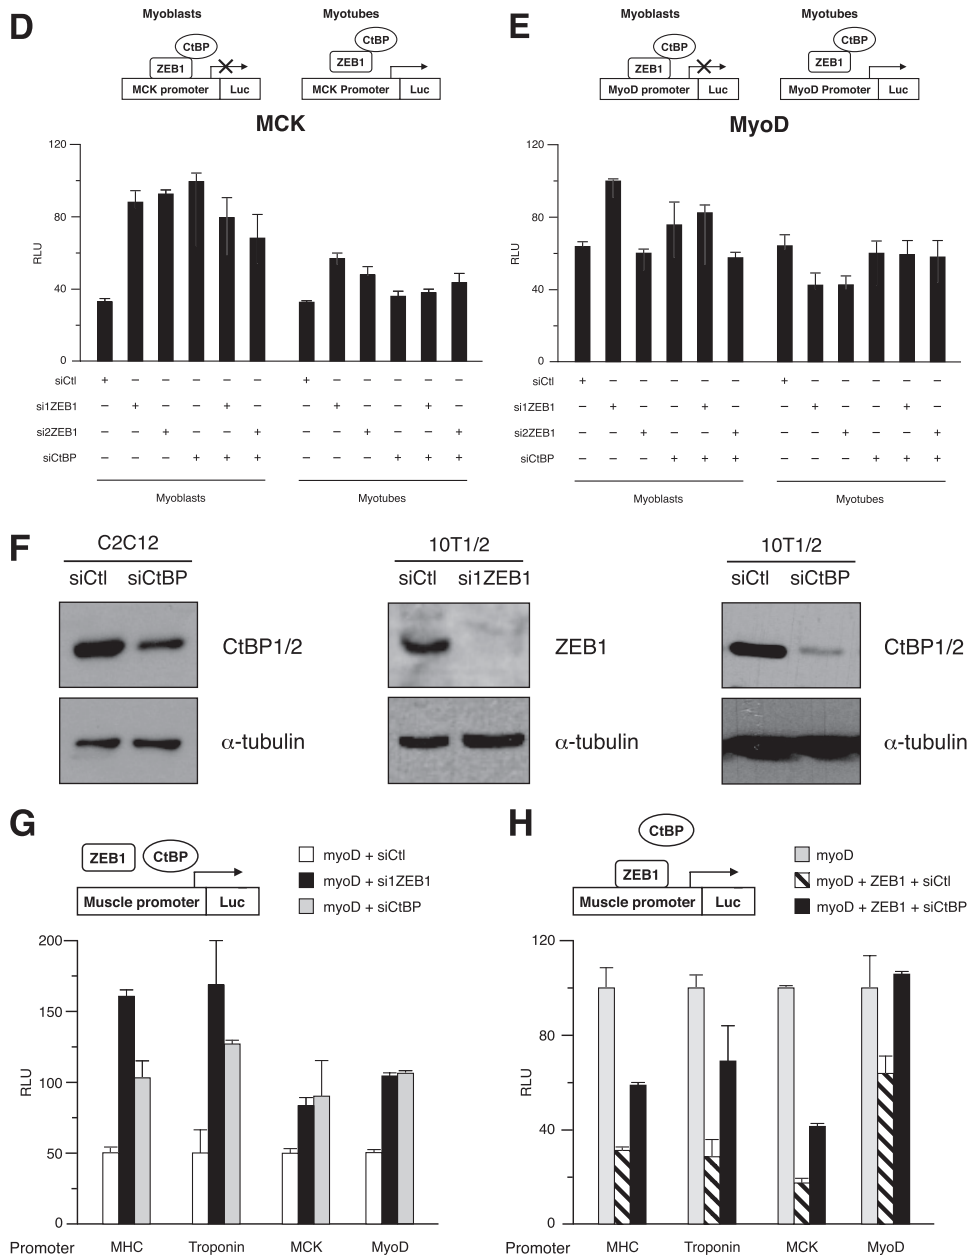 D
Myoblasts
Myotubes
CtBP
ZEB1
MCK promoter
Luc
CtBP
ZEB1
MCK Promoter
Luc
MCK
120
80
40
0
RLU
siCtl + − − − − − + − − − − −
si1ZEB1 − + − − + − − + − − + −
si2ZEB1 − − + − − + − − + − − +
siCtBP − − − + + + − − − + + +
Myoblasts
Myotubes
E
Myoblasts
Myotubes
CtBP
ZEB1
MyoD promoter
Luc
CtBP
ZEB1
MyoD Promoter
Luc
MyoD
120
80
40
0
RLU
siCtl + − − − − − + − − − − −
si1ZEB1 − + − − + − − + − − + −
si2ZEB1 − − + − − + − − + − − +
siCtBP − − − + + + − − − + + +
Myoblasts
Myotubes
F
C2C12
siCtl siCtBP
CtBP1/2
α-tubulin
10T1/2
siCtl si1ZEB1
ZEB1
α-tubulin
10T1/2
siCtl siCtBP
CtBP1/2
α-tubulin
G
ZEB1
CtBP
Muscle promoter
Luc
myoD + siCtl
myoD + si1ZEB1
myoD + siCtBP
200
150
100
50
0
RLU
Promoter MHC Troponin MCK MyoD
H
CtBP
ZEB1
Muscle promoter
Luc
myoD
myoD + ZEB1 + siCtl
myoD + ZEB1 + siCtBP
120
80
40
0
RLU
Promoter MHC Troponin MCK MyoD